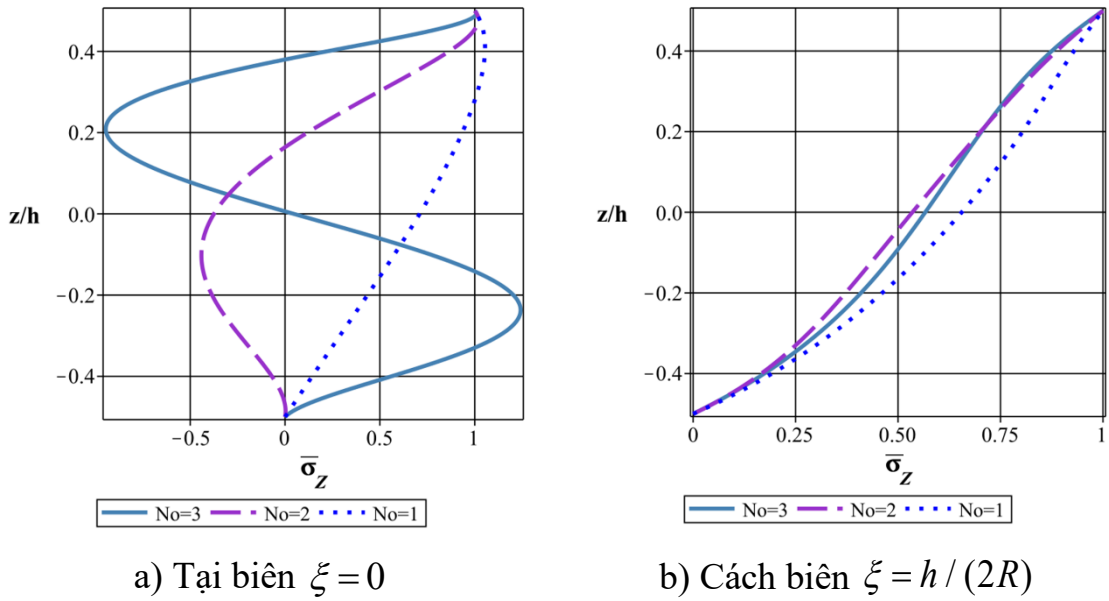 0.4
0.2
z/h
0.0
−0.2
−0.4
−0.5 0 0.5 1
σ̅_Z
No=3 No=2 No=1
a) Tại biên ξ = 0
0.4
0.2
z/h
0.0
−0.2
−0.4
0 0.25 0.50 0.75 1
σ̅_Z
No=3 No=2 No=1
b) Cách biên ξ = h / (2R)